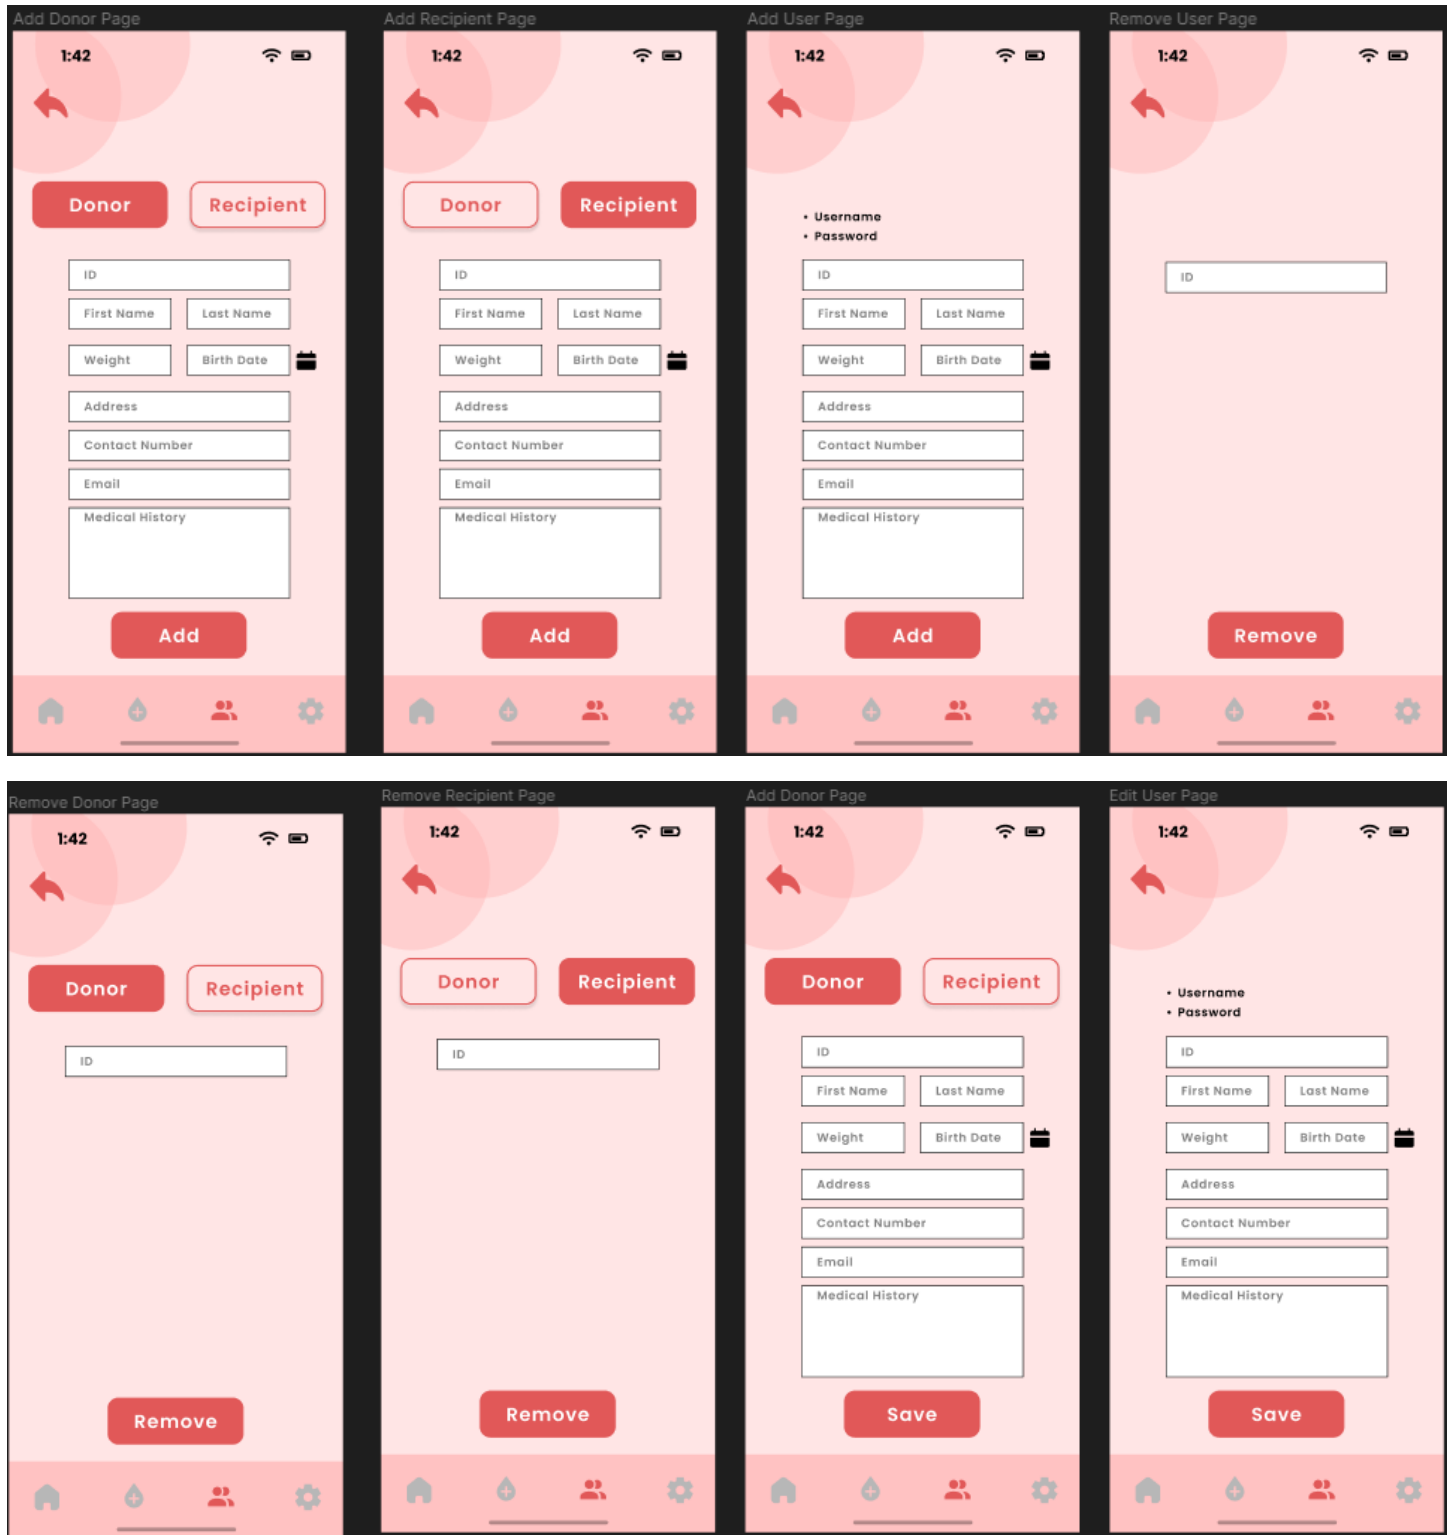 Add Donor Page
1:42
Donor
Recipient
ID
First Name
Last Name
Weight
Birth Date
Address
Contact Number
Email
Medical History
Add
Add Recipient Page
1:42
Donor
Recipient
ID
First Name
Last Name
Weight
Birth Date
Address
Contact Number
Email
Medical History
Add
Add User Page
1:42
• Username
• Password
ID
First Name
Last Name
Weight
Birth Date
Address
Contact Number
Email
Medical History
Add
Remove User Page
1:42
ID
Remove
Remove Donor Page
1:42
Donor
Recipient
ID
Remove
Remove Recipient Page
1:42
Donor
Recipient
ID
Remove
Add Donor Page
1:42
Donor
Recipient
ID
First Name
Last Name
Weight
Birth Date
Address
Contact Number
Email
Medical History
Save
Edit User Page
1:42
• Username
• Password
ID
First Name
Last Name
Weight
Birth Date
Address
Contact Number
Email
Medical History
Save